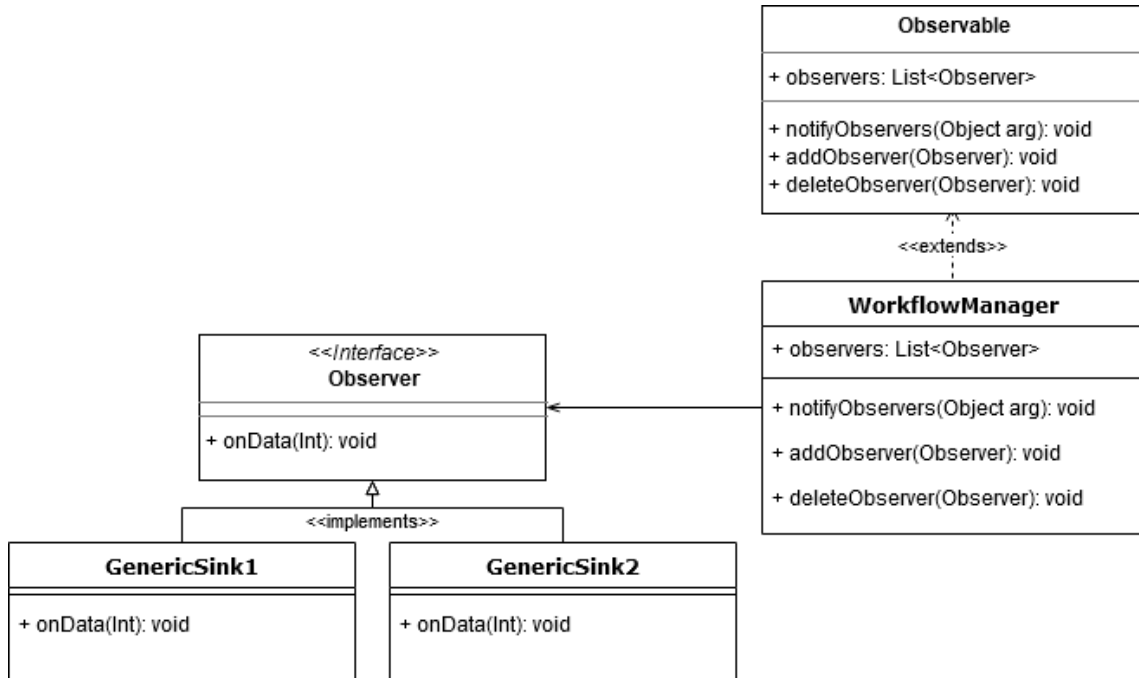 Observable
+ observers: List<Observer>
+ notifyObservers(Object arg): void
+ addObserver(Observer): void
+ deleteObserver(Observer): void
<<extends>>
WorkflowManager
+ observers: List<Observer>
+ notifyObservers(Object arg): void
+ addObserver(Observer): void
+ deleteObserver(Observer): void
<<Interface>>
Observer
+ onData(Int): void
<<implements>>
GenericSink1
+ onData(Int): void
GenericSink2
+ onData(Int): void